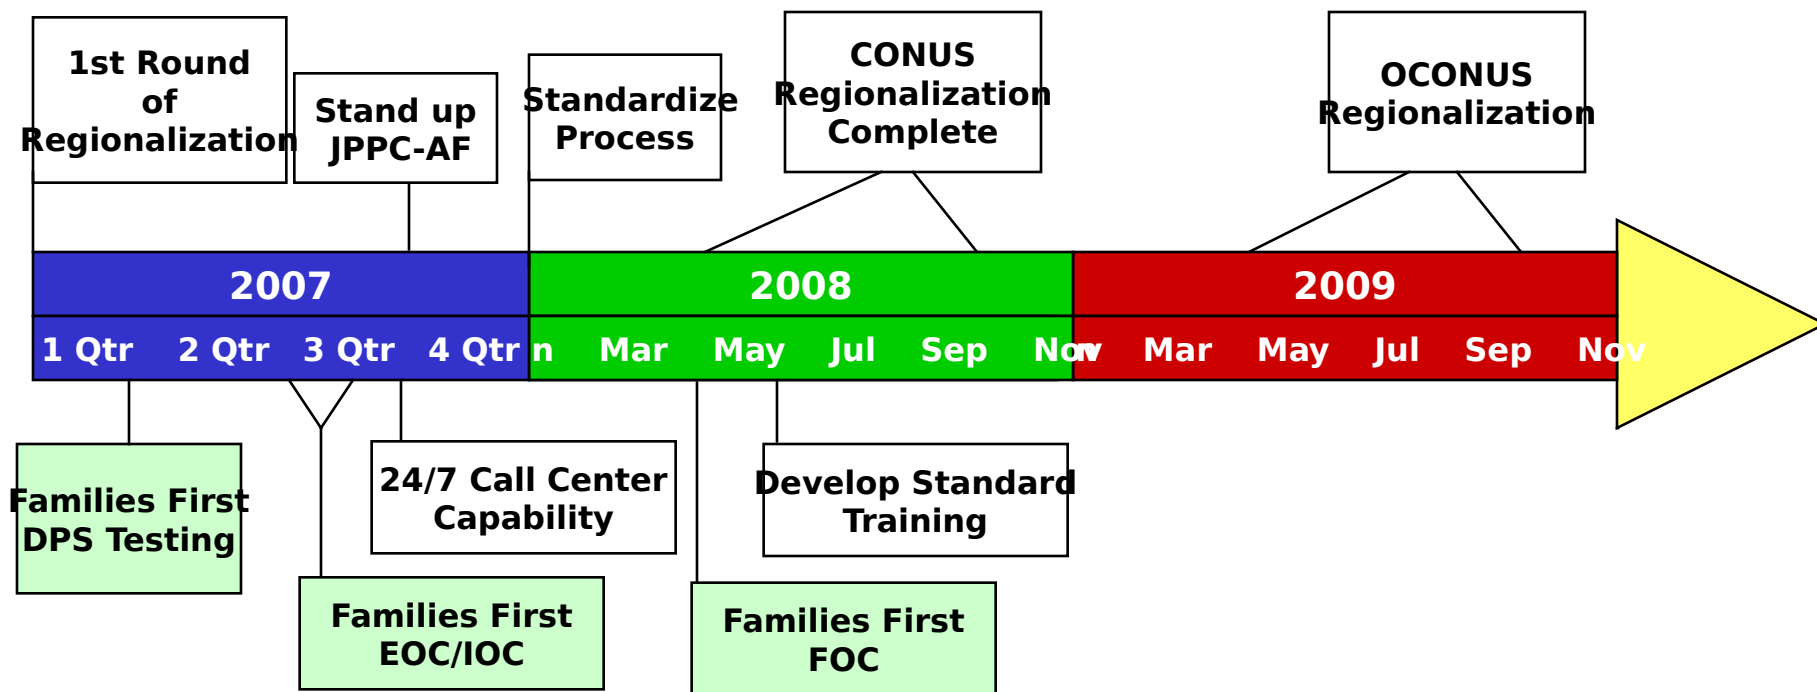 1st Round
of
Regionalization
Stand up
JPPC-AF
Standardize
Process
CONUS
Regionalization
Complete
OCONUS
Regionalization
2007
2008
2009
1 Qtr 2 Qtr 3 Qtr 4 Qtr
n Mar May Jul Sep Nov
n Mar May Jul Sep Nov
Families First
DPS Testing
24/7 Call Center
Capability
Develop Standard
Training
Families First
EOC/IOC
Families First
FOC